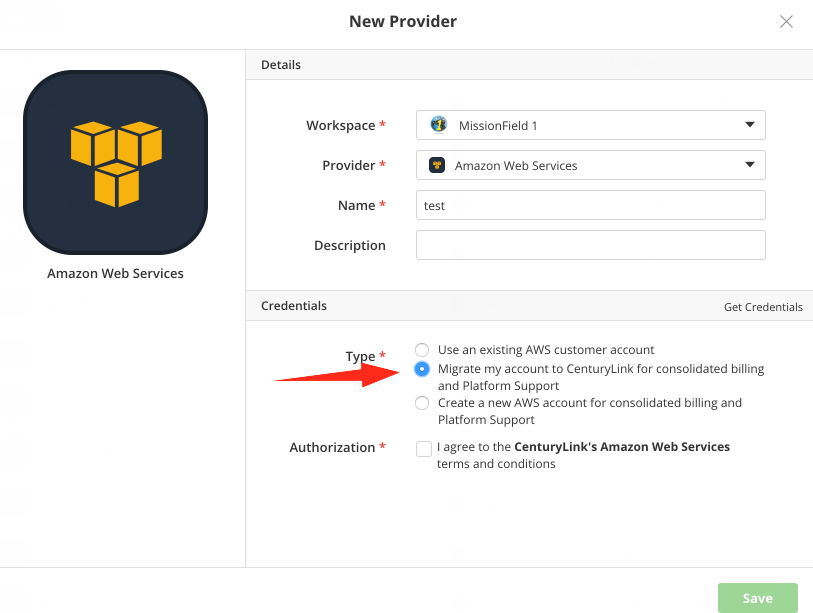 New Provider
Details
Workspace *
MissionField 1
Provider *
Amazon Web Services
Name *
test
Description
Amazon Web Services
Credentials
Get Credentials
Type *
Use an existing AWS customer account
Migrate my account to CenturyLink for consolidated billing
and Platform Support
Create a new AWS account for consolidated billing and
Platform Support
Authorization *
I agree to the CenturyLink's Amazon Web Services
terms and conditions
Save